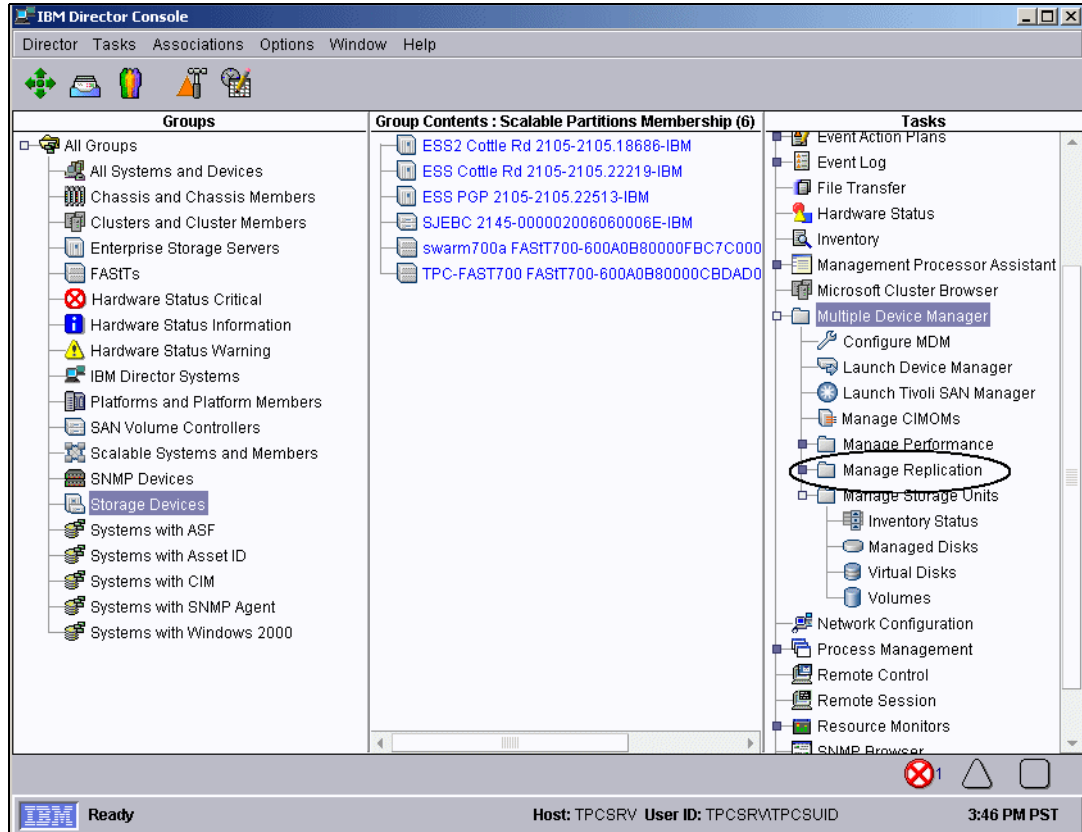 IBM Director Console
Director Tasks Associations Options Window Help
Groups
All Groups
All Systems and Devices
Chassis and Chassis Members
Clusters and Cluster Members
Enterprise Storage Servers
FAStTs
Hardware Status Critical
Hardware Status Information
Hardware Status Warning
IBM Director Systems
Platforms and Platform Members
SAN Volume Controllers
Scalable Systems and Members
SNMP Devices
Storage Devices
Systems with ASF
Systems with Asset ID
Systems with CIM
Systems with SNMP Agent
Systems with Windows 2000
Group Contents : Scalable Partitions Membership (6)
ESS2 Cottle Rd 2105-2105.18686-IBM
ESS Cottle Rd 2105-2105.22219-IBM
ESS PGP 2105-2105.22513-IBM
SJEBC 2145-000002006060006E-IBM
swarm700a FAStT700-600A0B80000FBC7C000
TPC-FAST700 FAStT700-600A0B80000CBDAD0
Tasks
Event Action Plans
Event Log
File Transfer
Hardware Status
Inventory
Management Processor Assistant
Microsoft Cluster Browser
Multiple Device Manager
Configure MDM
Launch Device Manager
Launch Tivoli SAN Manager
Manage CIMOMs
Manage Performance
Manage Replication
Manage Storage Units
Inventory Status
Managed Disks
Virtual Disks
Volumes
Network Configuration
Process Management
Remote Control
Remote Session
Resource Monitors
SNMP Browser
1
IBM Ready
Host: TPCSRV User ID: TPCSRV\TPCSUID
3:46 PM PST